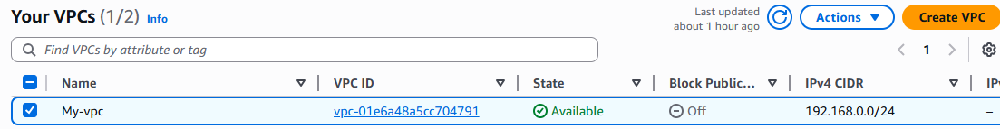 Your VPCs (1/2) Info
Last updated
about 1 hour ago
Actions
Create VPC
Find VPCs by attribute or tag
1
Name VPC ID State Block Public... IPv4 CIDR
My-vpc vpc-01e6a48a5cc704791 Available Off 192.168.0.0/24 –